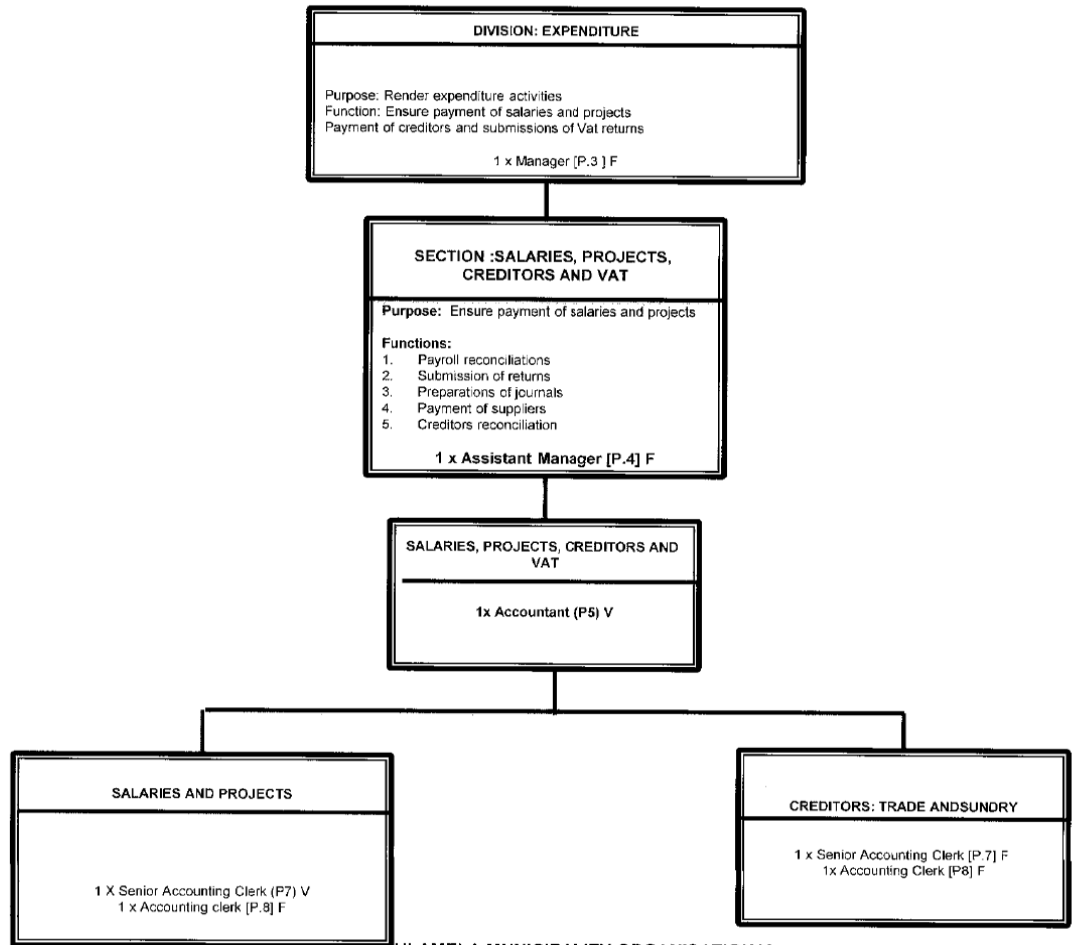 DIVISION: EXPENDITURE
Purpose: Render expenditure activities
Function: Ensure payment of salaries and projects
Payment of creditors and submissions of Vat returns
1 x Manager [P.3 ] F
SECTION :SALARIES, PROJECTS,
CREDITORS AND VAT
Purpose: Ensure payment of salaries and projects
Functions:
1. Payroll reconciliations
2. Submission of returns
3. Preparations of journals
4. Payment of suppliers
5. Creditors reconciliation
1 x Assistant Manager [P.4] F
SALARIES, PROJECTS, CREDITORS AND
VAT
1x Accountant (P5) V
SALARIES AND PROJECTS
1 X Senior Accounting Clerk (P7) V
1 x Accounting clerk [P.8] F
CREDITORS: TRADE ANDSUNDRY
1 x Senior Accounting Clerk [P.7] F
1x Accounting Clerk [P8] F